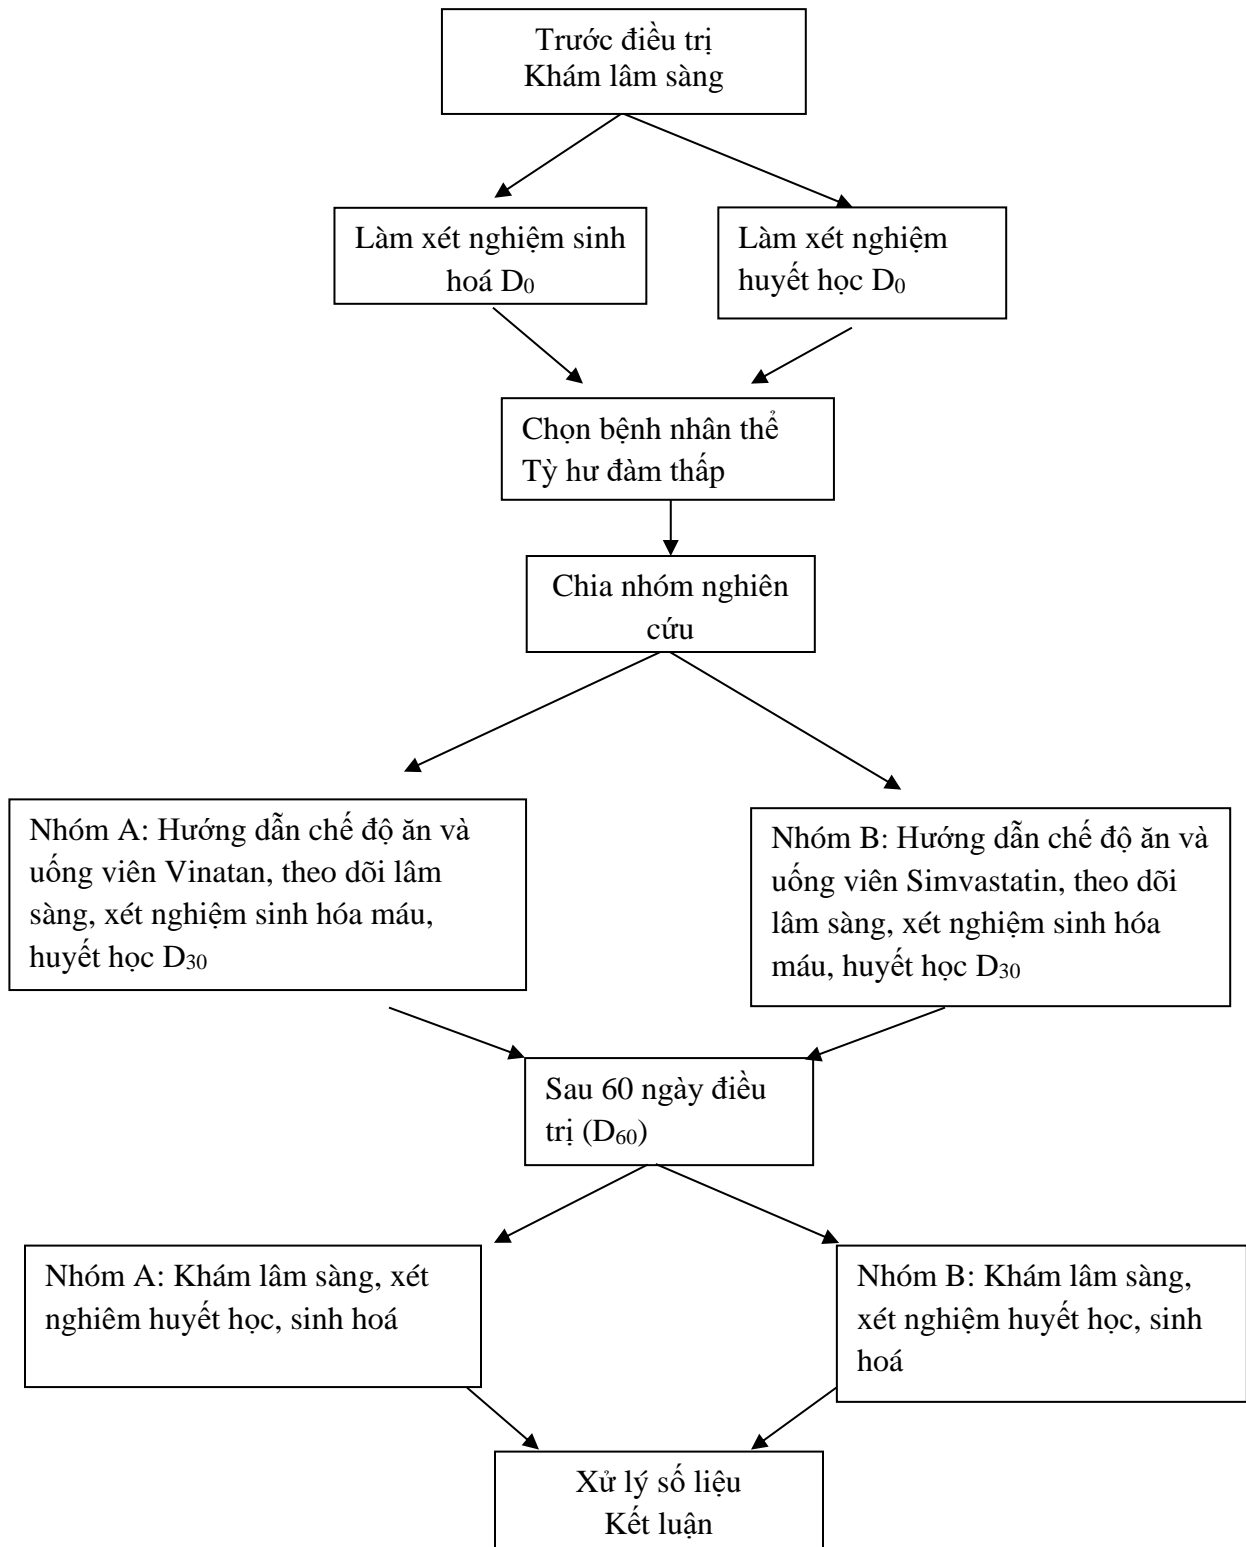 Trước điều trị
Khám lâm sàng
Làm xét nghiệm sinh
hoá D₀
Làm xét nghiệm
huyết học D₀
Chọn bệnh nhân thể
Tỳ hư đàm thấp
Chia nhóm nghiên
cứu
Nhóm A: Hướng dẫn chế độ ăn và
uống viên Vinatan, theo dõi lâm
sàng, xét nghiệm sinh hóa máu,
huyết học D₃₀
Nhóm B: Hướng dẫn chế độ ăn và
uống viên Simvastatin, theo dõi
lâm sàng, xét nghiệm sinh hóa
máu, huyết học D₃₀
Sau 60 ngày điều
trị (D₆₀)
Nhóm A: Khám lâm sàng, xét
nghiêm huyết học, sinh hoá
Nhóm B: Khám lâm sàng,
xét nghiệm huyết học, sinh
hoá
Xử lý số liệu
Kết luận